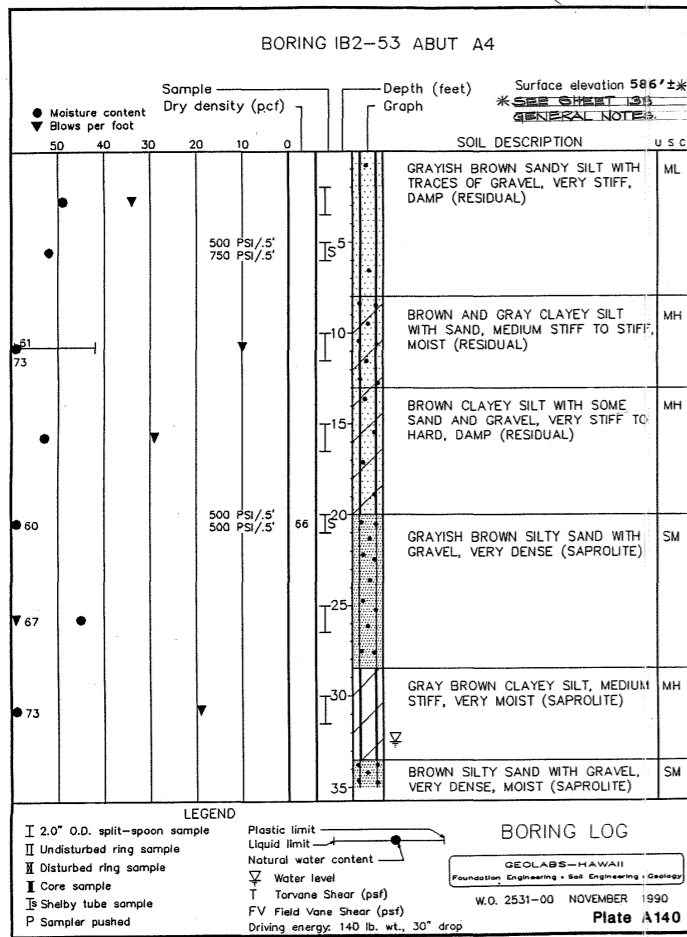 BORING IB2-53 ABUT A4
Sample
Dry density (pcf)
Depth (feet)
Graph
Surface elevation 586'±*
* SEE SHEET
GENERAL NOTES.
● Moisture content
▼ Blows per foot
SOIL DESCRIPTION
U S C
50 40 30 20 10 0
GRAYISH BROWN SANDY SILT WITH
TRACES OF GRAVEL, VERY STIFF,
DAMP (RESIDUAL)
ML
500 PSI/.5'
750 PSI/.5'
S
5
BROWN AND GRAY CLAYEY SILT
WITH SAND, MEDIUM STIFF TO STIFF,
MOIST (RESIDUAL)
MH
61
73
10
BROWN CLAYEY SILT WITH SOME
SAND AND GRAVEL, VERY STIFF TO
HARD, DAMP (RESIDUAL)
MH
15
500 PSI/.5'
500 PSI/.5'
60
66
S
20
GRAYISH BROWN SILTY SAND WITH
GRAVEL, VERY DENSE (SAPROLITE)
SM
67
25
GRAY BROWN CLAYEY SILT, MEDIUM
STIFF, VERY MOIST (SAPROLITE)
MH
73
30
BROWN SILTY SAND WITH GRAVEL,
VERY DENSE, MOIST (SAPROLITE)
SM
35
LEGEND
2.0" O.D. split-spoon sample
Undisturbed ring sample
Disturbed ring sample
Core sample
S Shelby tube sample
P Sampler pushed
Plastic limit
Liquid limit
Natural water content
Water level
T Torvane Shear (psf)
FV Field Vane Shear (psf)
Driving energy: 140 lb. wt., 30" drop
BORING LOG
GEOLABS-HAWAII
Foundation Engineering • Soil Engineering • Geology
W.O. 2531-00 NOVEMBER 1990
Plate A140